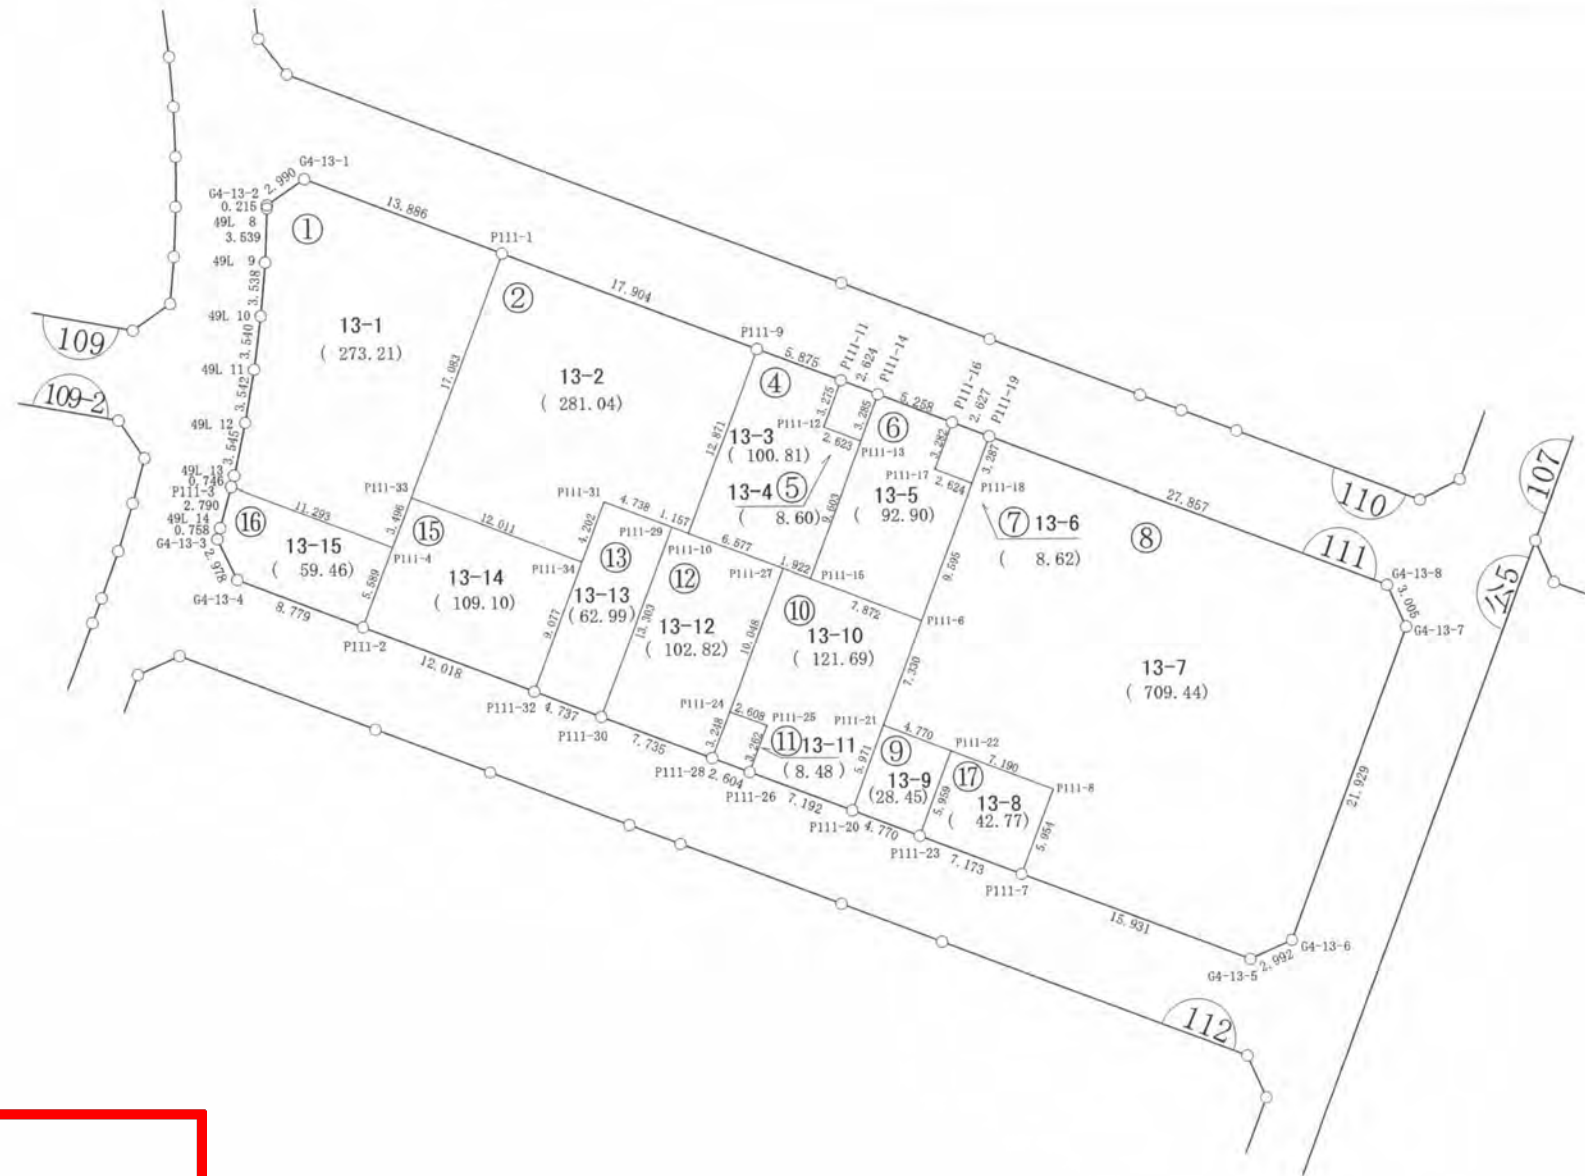 G4-13-1
2.990
G4-13-2
0.215
49L 8
3.539
①
13.886
P111-1
49L 9
3.538
②
17.904
49L 10
13-1
( 273.21)
P111-9
P111-11
2.624
P111-14
109
3.540
5.875
49L 11
17.083
13-2
( 281.04)
④
3.275
3.285
5.258
P111-16
2.627
P111-19
109-2
3.542
49L 12
12.871
P111-12
2.623
⑥
3.282
3.287
3.545
13-3
( 100.81)
P111-13
49L 13
0.746
P111-3
2.790
49L 14
0.758
G4-13-3
P111-33
P111-31
4.738
1.157
13-4
⑤
( 8.60)
9.603
13-5
( 92.90)
P111-17
2.624
P111-18
27.857
110
107
⑯
11.293
3.496
⑮
12.011
4.202
P111-29
P111-10
6.577
⑦
13-6
( 8.62)
⑧
111
2.978
13-15
( 59.46)
P111-4
P111-34
⑬
⑫
P111-27
1.922
P111-15
9.595
G4-13-8
3.005
公5
G4-13-4
8.779
5.589
13-14
( 109.10)
9.077
13-13
(62.99)
13.303
13-12
( 102.82)
10.048
⑩
7.872
13-10
( 121.69)
P111-6
G4-13-7
P111-2
12.018
7.330
13-7
( 709.44)
P111-32
4.737
P111-30
P111-24
2.608
P111-25
P111-21
4.770
P111-22
7.735
3.248
3.262
⑪
13-11
( 8.48 )
5.971
⑨
7.190
P111-28
2.604
P111-26
13-9
(28.45)
⑰
13-8
( 42.77)
P111-8
21.929
7.192
P111-20
4.770
5.959
5.954
P111-23
7.173
P111-7
15.931
G4-13-6
2.992
G4-13-5
112